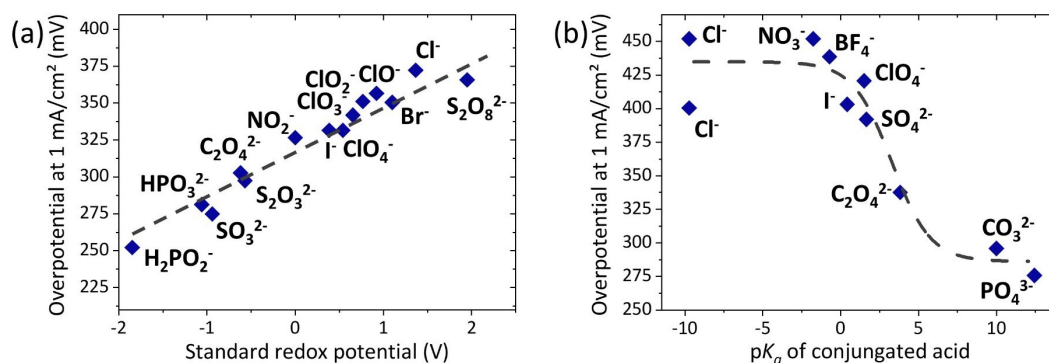 (a)
Overpotential at 1 mA/cm² (mV)
400
375
350
325
300
275
250
225
-2
-1
0
1
2
Standard redox potential (V)
H₂PO₂⁻
HPO₃²⁻
SO₃²⁻
C₂O₄²⁻
S₂O₃²⁻
NO₂⁻
I⁻
ClO₄⁻
ClO₃⁻
ClO₂⁻
ClO⁻
Br⁻
Cl⁻
S₂O₈²⁻
(b)
Overpotential at 1 mA/cm² (mV)
450
425
400
375
350
325
300
275
250
-10
-5
0
5
10
pKₐ of conjugated acid
Cl⁻
Cl⁻
NO₃⁻
BF₄⁻
ClO₄⁻
I⁻
SO₄²⁻
C₂O₄²⁻
CO₃²⁻
PO₄³⁻